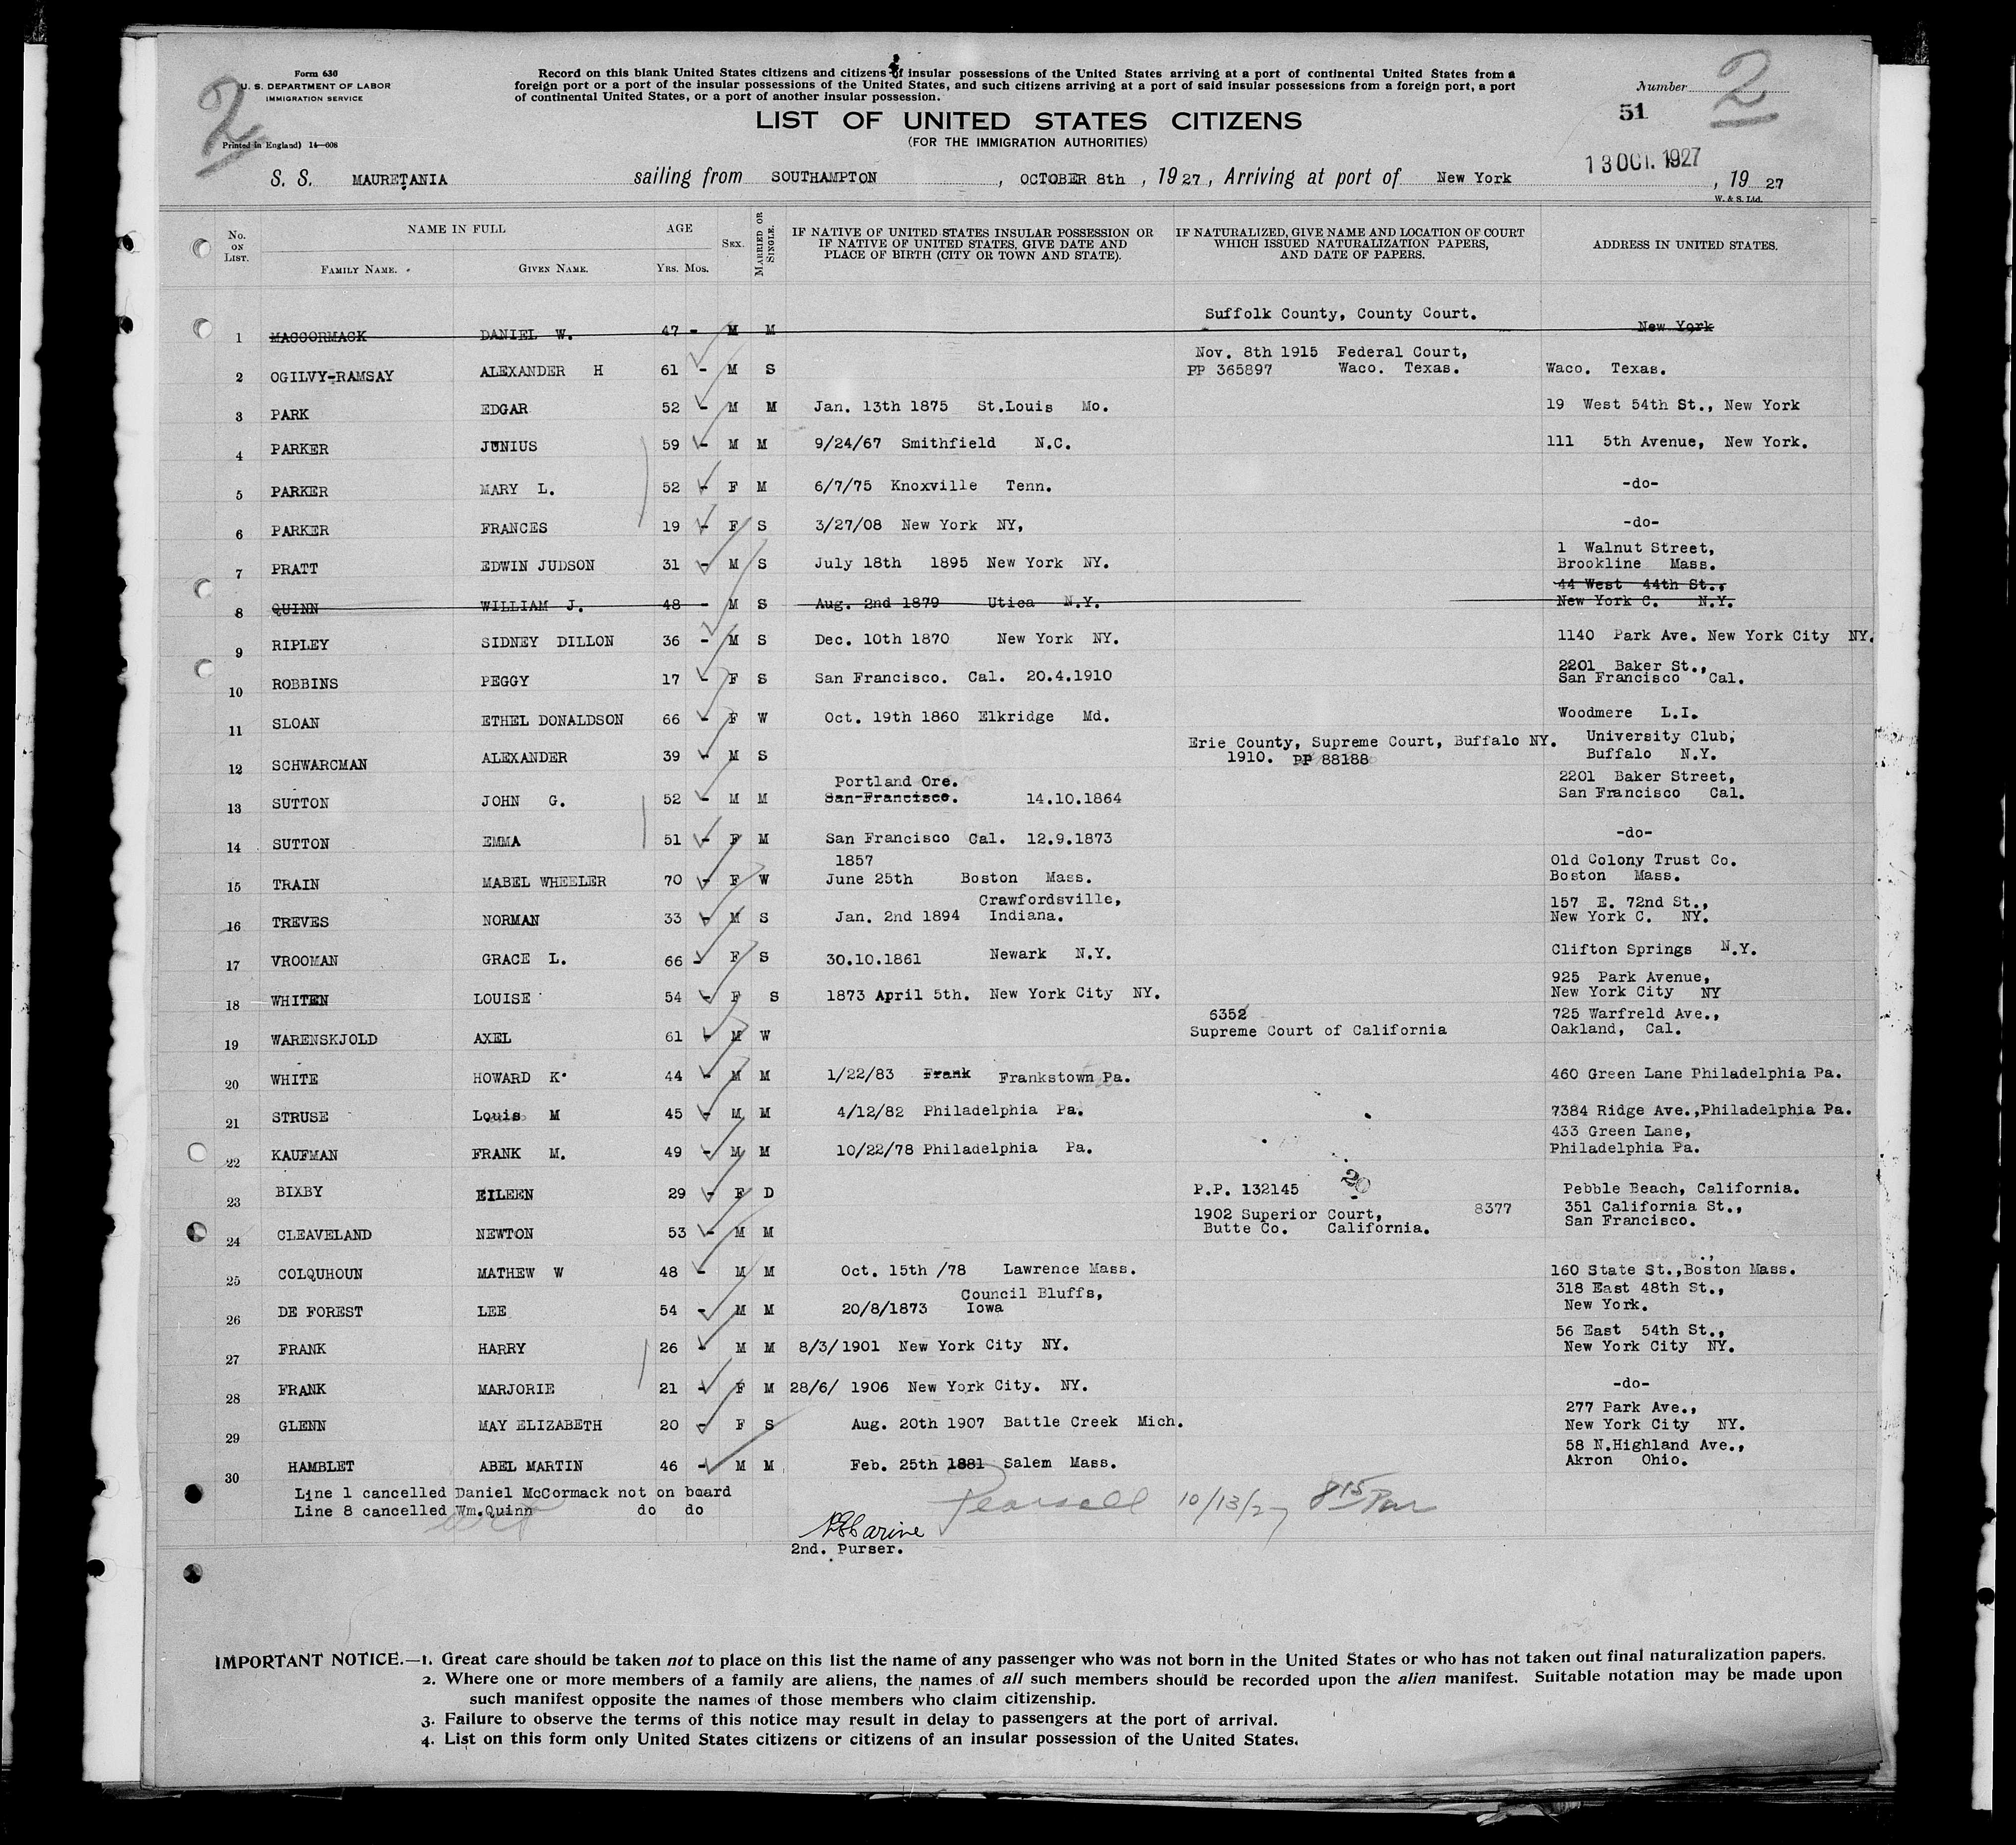 Form 630
U. S. DEPARTMENT OF LABOR
IMMIGRATION SERVICE
2
Printed in England) 14—608
Record on this blank United States citizens and citizens of insular possessions of the United States arriving at a port of continental United States from a
foreign port or a port of the insular possessions of the United States, and such citizens arriving at a port of said insular possessions from a foreign port, a port
of continental United States, or a port of another insular possession.
Number 2
51
LIST OF UNITED STATES CITIZENS
(FOR THE IMMIGRATION AUTHORITIES)
13 OCT. 1927
S. S. MAURETANIA sailing from SOUTHAMPTON, OCTOBER 8th, 1927, Arriving at port of New York, 1927
W. & S. Ltd.
No. ON LIST. NAME IN FULL AGE SEX. MARRIED OR SINGLE. IF NATIVE OF UNITED STATES INSULAR POSSESSION OR IF NATIVE OF UNITED STATES, GIVE DATE AND PLACE OF BIRTH (CITY OR TOWN AND STATE). IF NATURALIZED, GIVE NAME AND LOCATION OF COURT WHICH ISSUED NATURALIZATION PAPERS, AND DATE OF PAPERS. ADDRESS IN UNITED STATES.
FAMILY NAME. GIVEN NAME. YRS. MOS.
Suffolk County, County Court.
1 MACCORMACK DANIEL W. 47 - M M New York
Nov. 8th 1915 Federal Court,
2 OGILVY-RAMSAY ALEXANDER H 61 - M S PP 365897 Waco. Texas. Waco. Texas.
3 PARK EDGAR 52 - M M Jan. 13th 1875 St.Louis Mo. 19 West 54th St., New York
4 PARKER JUNIUS 59 - M M 9/24/67 Smithfield N.C. 111 5th Avenue, New York.
5 PARKER MARY L. 52 - F M 6/7/75 Knoxville Tenn. -do-
6 PARKER FRANCES 19 - F S 3/27/08 New York NY, -do-
1 Walnut Street,
7 PRATT EDWIN JUDSON 31 - M S July 18th 1895 New York NY. Brookline Mass.
44 West 44th St.,
8 QUINN WILLIAM J. 48 - M S Aug. 2nd 1879 Utica N.Y. New York C. N.Y.
9 RIPLEY SIDNEY DILLON 36 - M S Dec. 10th 1870 New York NY. 1140 Park Ave. New York City NY.
2201 Baker St.,
10 ROBBINS PEGGY 17 - F S San Francisco. Cal. 20.4.1910 San Francisco Cal.
11 SLOAN ETHEL DONALDSON 66 - F W Oct. 19th 1860 Elkridge Md. Woodmere L.I.
Erie County, Supreme Court, Buffalo NY. University Club,
12 SCHWARCMAN ALEXANDER 39 - M S 1910. PP 88188 Buffalo N.Y.
Portland Ore. 2201 Baker Street,
13 SUTTON JOHN G. 52 - M M San Francisco. 14.10.1864 San Francisco Cal.
14 SUTTON EMMA 51 - F M San Francisco Cal. 12.9.1873 -do-
1857 Old Colony Trust Co.
15 TRAIN MABEL WHEELER 70 - F W June 25th Boston Mass. Boston Mass.
Crawfordsville, 157 E. 72nd St.,
16 TREVES NORMAN 33 - M S Jan. 2nd 1894 Indiana. New York C. NY.
17 VROOMAN GRACE L. 66 - F S 30.10.1861 Newark N.Y. Clifton Springs N.Y.
925 Park Avenue,
18 WHITEN LOUISE 54 - F S 1873 April 5th. New York City NY. New York City NY
6352 725 Warfreld Ave.,
19 WARENSKJOLD AXEL 61 - M W Supreme Court of California Oakland, Cal.
20 WHITE HOWARD K. 44 - M M 1/22/83 Frank Frankstown Pa. 460 Green Lane Philadelphia Pa.
21 STRUSE Louis M 45 - M M 4/12/82 Philadelphia Pa. 7384 Ridge Ave.,Philadelphia Pa.
433 Green Lane,
22 KAUFMAN FRANK M. 49 - M M 10/22/78 Philadelphia Pa. Philadelphia Pa.
23 BIXBY EILEEN 29 - F D P.P. 132145 20 Pebble Beach, California.
1902 Superior Court, 8377 351 California St.,
24 CLEAVELAND NEWTON 53 - M M Butte Co. California. San Francisco.
25 COLQUHOUN MATHEW W 48 - M M Oct. 15th /78 Lawrence Mass. 160 State St.,Boston Mass.
Council Bluffs, 318 East 48th St.,
26 DE FOREST LEE 54 - M M 20/8/1873 Iowa New York.
56 East 54th St.,
27 FRANK HARRY 26 - M M 8/3/1901 New York City NY. New York City NY.
28 FRANK MARJORIE 21 - F M 28/6/ 1906 New York City. NY. -do-
277 Park Ave.,
29 GLENN MAY ELIZABETH 20 - F S Aug. 20th 1907 Battle Creek Mich. New York City NY.
58 N.Highland Ave.,
30 HAMBLET ABEL MARTIN 46 - M M Feb. 25th 1881 Salem Mass. Akron Ohio.
Line 1 cancelled Daniel McCormack not on board
Line 8 cancelled Wm.Quinn do do
Pearsall 10/13/27 8 15 Pm
2nd. Purser.
IMPORTANT NOTICE.—1. Great care should be taken not to place on this list the name of any passenger who was not born in the United States or who has not taken out final naturalization papers.
2. Where one or more members of a family are aliens, the names of all such members should be recorded upon the alien manifest. Suitable notation may be made upon
such manifest opposite the names of those members who claim citizenship.
3. Failure to observe the terms of this notice may result in delay to passengers at the port of arrival.
4. List on this form only United States citizens or citizens of an insular possession of the United States.